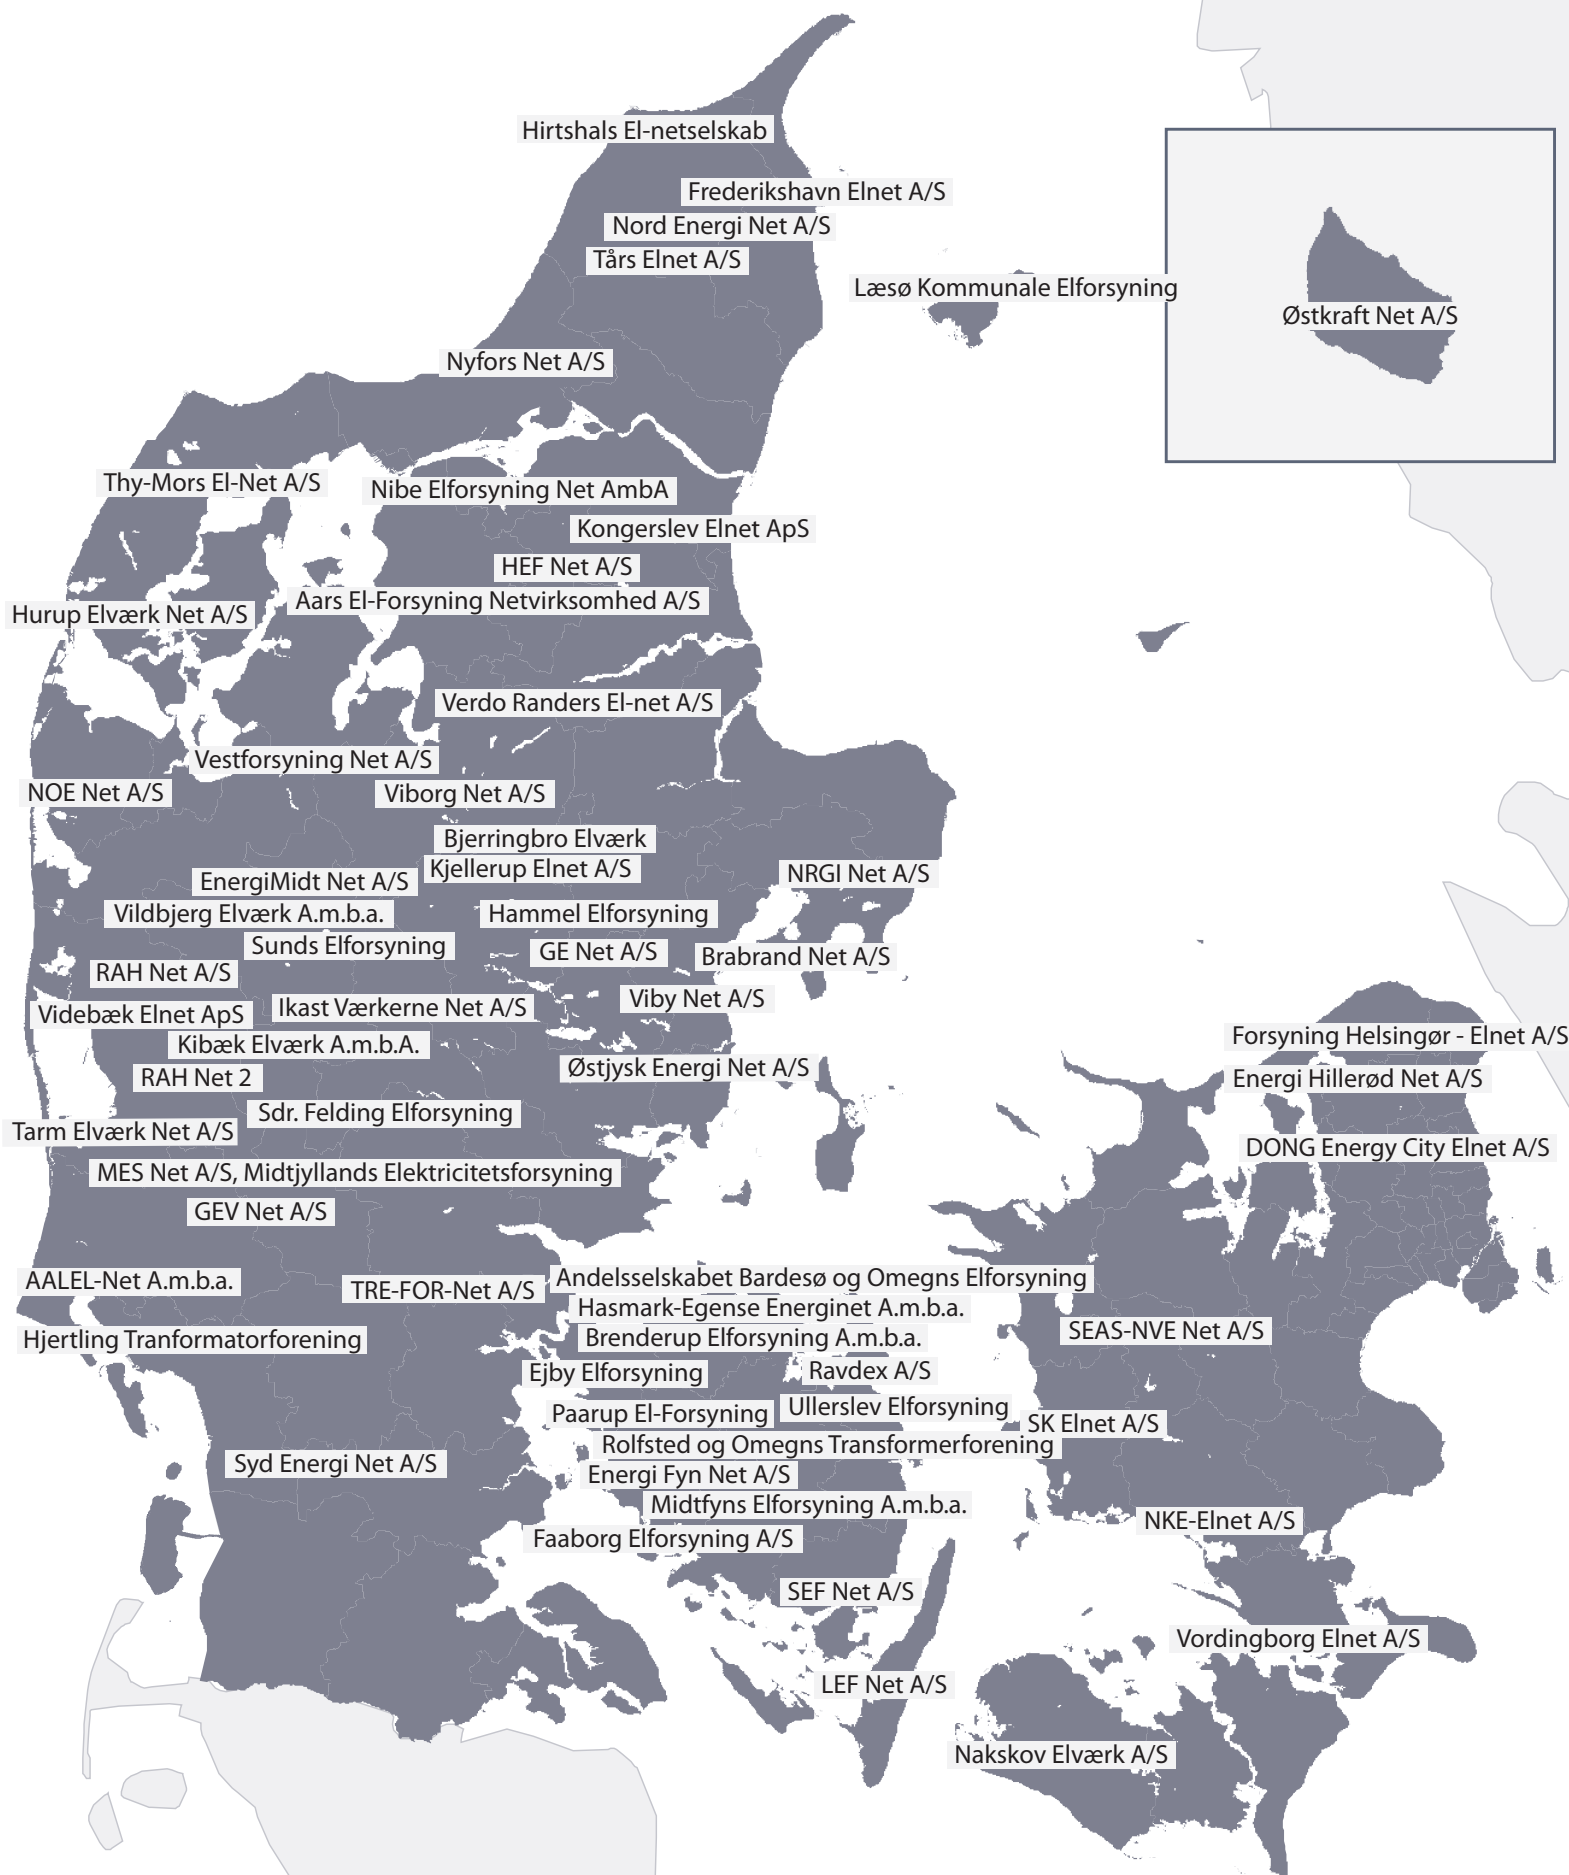 Hirtshals El-netselskab
Frederikshavn Elnet A/S
Nord Energi Net A/S
Tårs Elnet A/S
Læsø Kommunale Elforsyning
Østkraft Net A/S
Nyfors Net A/S
Thy-Mors El-Net A/S
Nibe Elforsyning Net AmbA
Kongerslev Elnet ApS
HEF Net A/S
Aars El-Forsyning Netvirksomhed A/S
Hurup Elværk Net A/S
Verdo Randers El-net A/S
Vestforsyning Net A/S
NOE Net A/S
Viborg Net A/S
Bjerringbro Elværk
Kjellerup Elnet A/S
NRGI Net A/S
EnergiMidt Net A/S
Vildbjerg Elværk A.m.b.a.
Hammel Elforsyning
Sunds Elforsyning
GE Net A/S
Brabrand Net A/S
RAH Net A/S
Viby Net A/S
Ikast Værkerne Net A/S
Videbæk Elnet ApS
Forsyning Helsingør - Elnet A/S
Kibæk Elværk A.m.b.A.
Østjysk Energi Net A/S
RAH Net 2
Energi Hillerød Net A/S
Sdr. Felding Elforsyning
Tarm Elværk Net A/S
DONG Energy City Elnet A/S
MES Net A/S, Midtjyllands Elektricitetsforsyning
GEV Net A/S
AALEL-Net A.m.b.a.
TRE-FOR-Net A/S
Andelsselskabet Bardesø og Omegns Elforsyning
Hasmark-Egense Energinet A.m.b.a.
Hjertling Tranformatorforening
Brenderup Elforsyning A.m.b.a.
SEAS-NVE Net A/S
Ejby Elforsyning
Ravdex A/S
Paarup El-Forsyning
Ullerslev Elforsyning
SK Elnet A/S
Rolfsted og Omegns Transformerforening
Syd Energi Net A/S
Energi Fyn Net A/S
Midtfyns Elforsyning A.m.b.a.
NKE-Elnet A/S
Faaborg Elforsyning A/S
SEF Net A/S
Vordingborg Elnet A/S
LEF Net A/S
Nakskov Elværk A/S